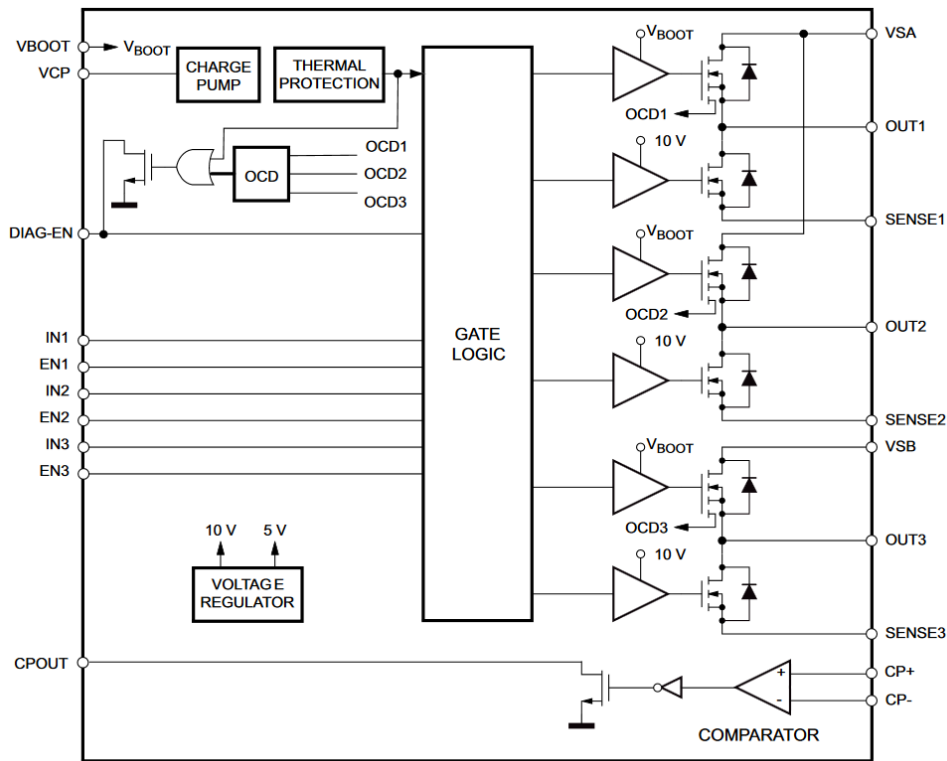 VBOOT
VBOOT
VCP
CHARGE
PUMP
THERMAL
PROTECTION
OCD
OCD1
OCD2
OCD3
DIAG-EN
IN1
EN1
IN2
EN2
IN3
EN3
10 V
5 V
VOLTAGE
REGULATOR
CPOUT
GATE
LOGIC
VBOOT
OCD1
10 V
VBOOT
OCD2
10 V
VBOOT
OCD3
10 V
VSA
OUT1
SENSE1
OUT2
SENSE2
VSB
OUT3
SENSE3
+
-
CP+
CP-
COMPARATOR